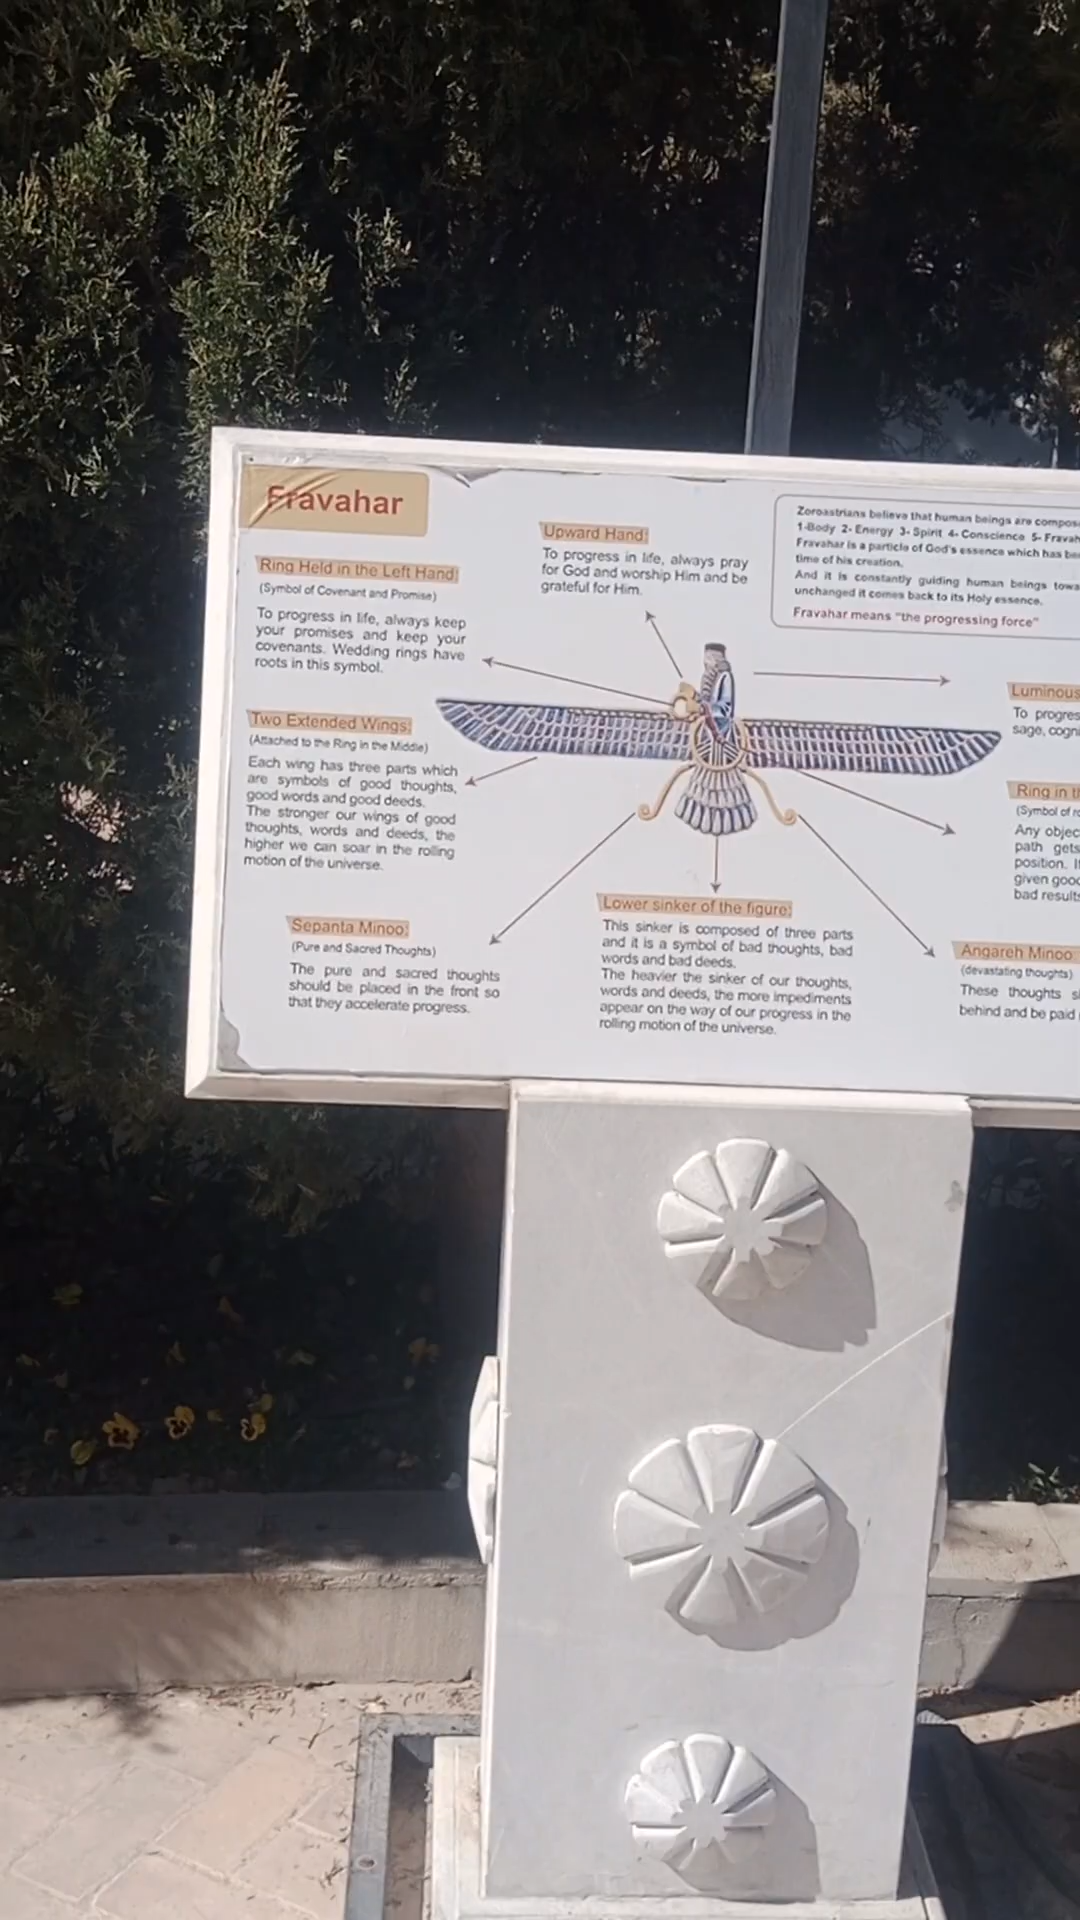 Fravahar
Ring Held in the Left Hand:
(Symbol of Covenant and Promise)
To progress in life, always keep
your promises and keep your
covenants. Wedding rings have
roots in this symbol.
Two Extended Wings:
(Attached to the Ring in the Middle)
Each wing has three parts which
are symbols of good thoughts,
good words and good deeds.
The stronger our wings of good
thoughts, words and deeds, the
higher we can soar in the rolling
motion of the universe.
Sepanta Minoo:
(Pure and Sacred Thoughts)
The pure and sacred thoughts
should be placed in the front so
that they accelerate progress.
Upward Hand:
To progress in life, always pray
for God and worship Him and be
grateful for Him.
Lower sinker of the figure:
This sinker is composed of three parts
and it is a symbol of bad thoughts, bad
words and bad deeds.
The heavier the sinker of our thoughts,
words and deeds, the more impediments
appear on the way of our progress in the
rolling motion of the universe.
Zoroastrians believe that human beings are
1-Body 2- Energy 3- Spirit 4- Conscience 5-
Fravahar is a particle of God's essence which has
time of his creation.
And it is constantly guiding human beings
unchanged it comes back to its Holy essence.
Fravahar means "the progressing force"
Luminous
To
sage,
Ring in
(Symbol of
Any
path gets
position.
given
bad results
Angareh Minoo
(devastating thoughts)
These thoughts
behind and be paid